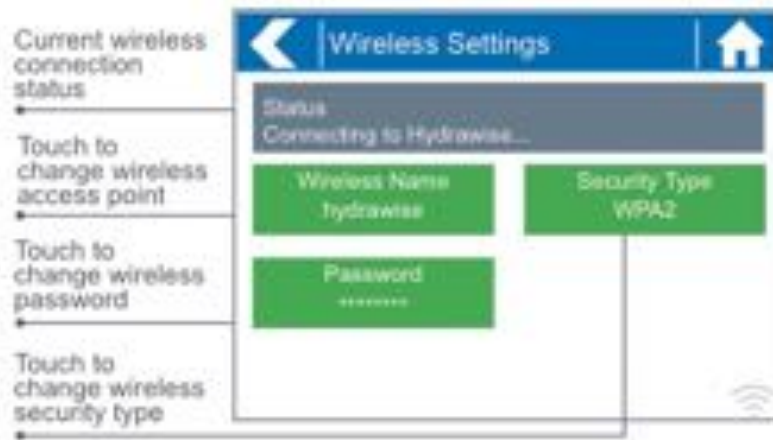 Current wireless
connection
status
Touch to
change wireless
access point
Touch to
change wireless
password
Touch to
change wireless
security type
Wireless Settings
Status
Connecting to Hydrawise...
Wireless Name
hydrawise
Security Type
WPA2
Password
********